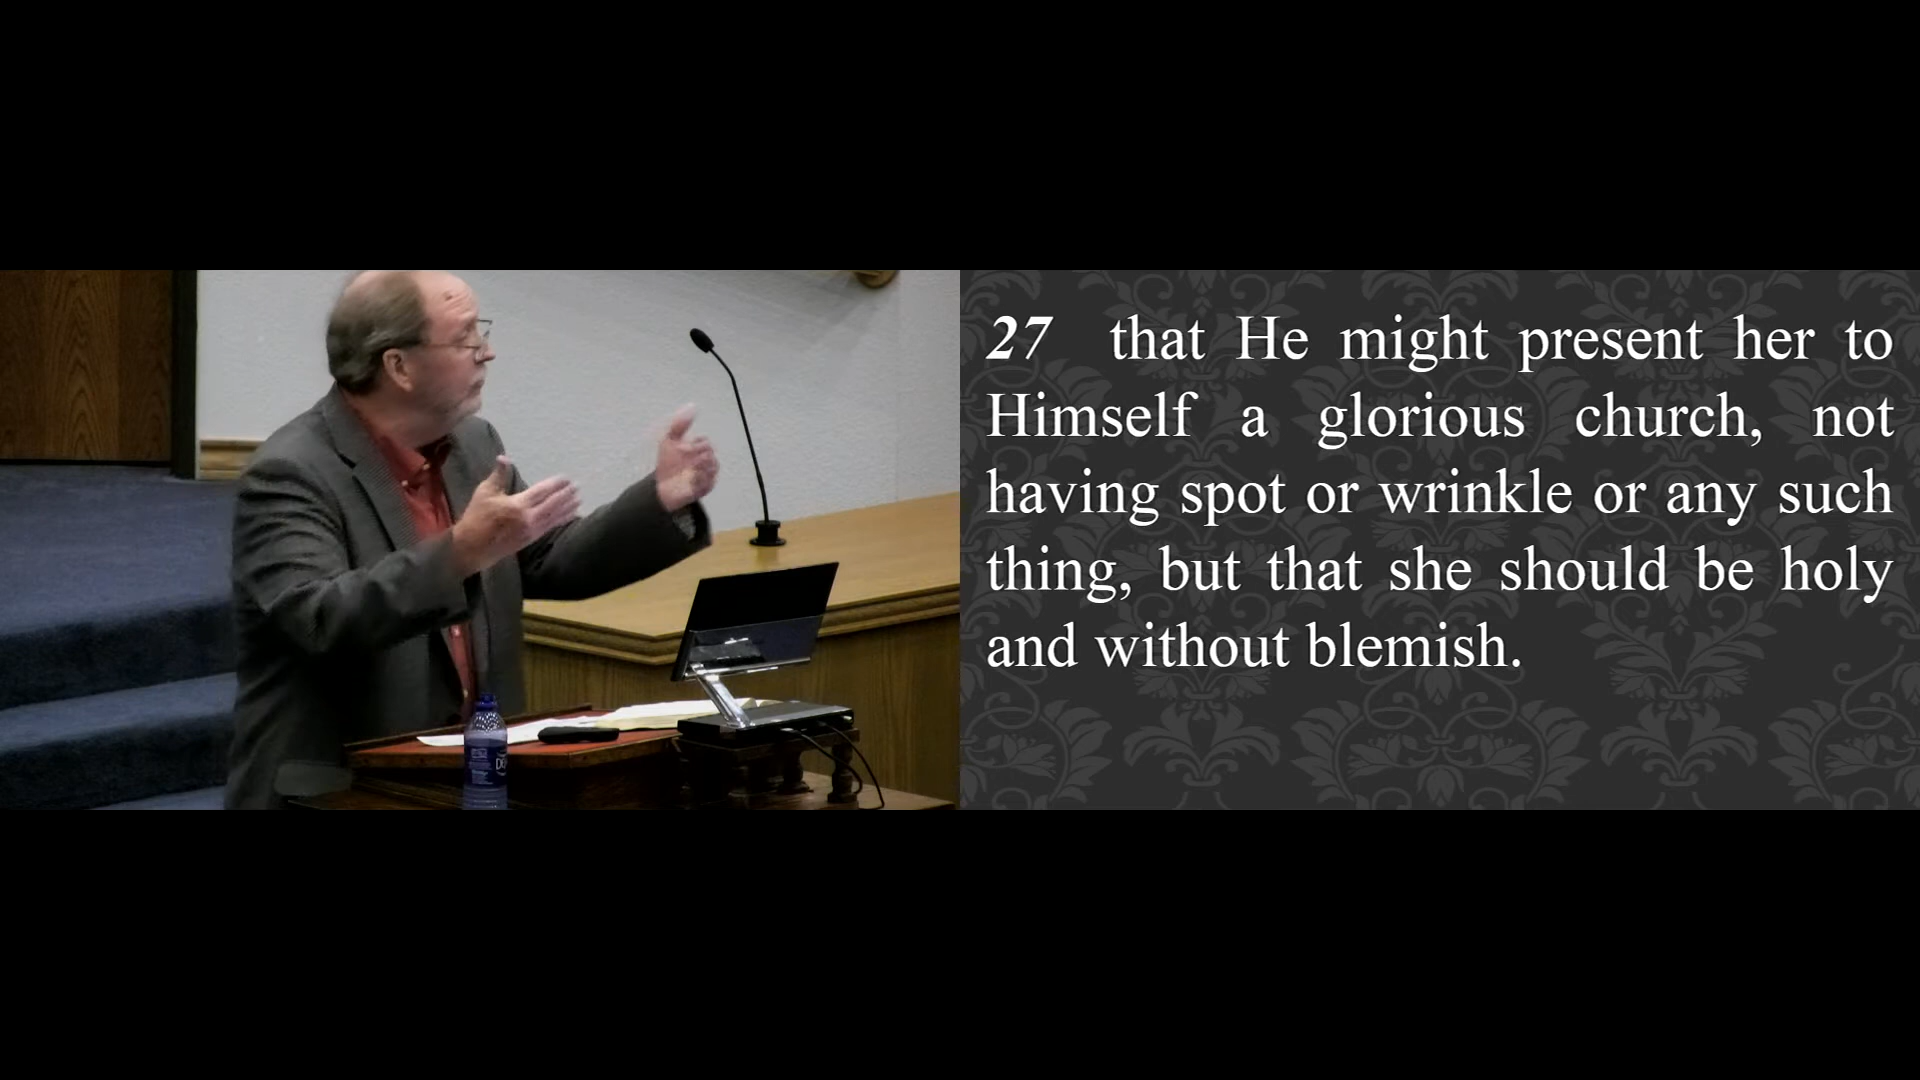 27 that He might present her to
Himself a glorious church, not
having spot or wrinkle or any such
thing, but that she should be holy
and without blemish.